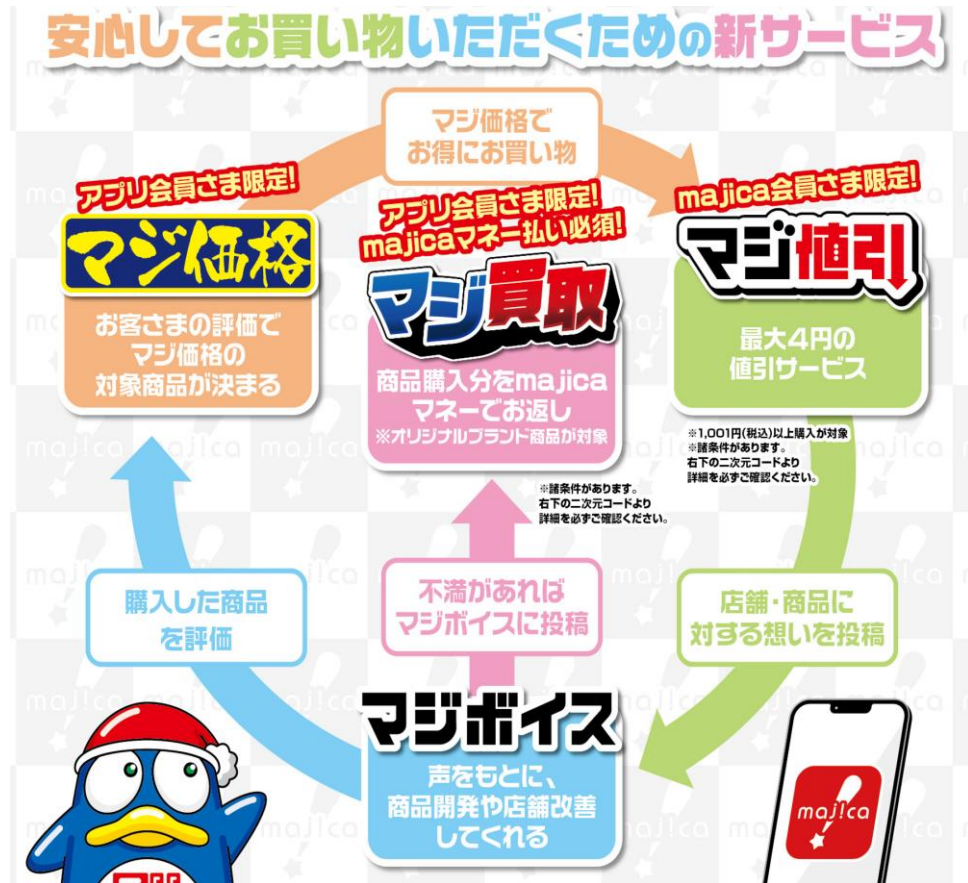 安心してお買い物いただくための新サービス
マジ価格で
お得にお買い物
アプリ会員さま限定!
マジ価格
お客さまの評価で
マジ価格の
対象商品が決まる
アプリ会員さま限定!
majicaマネー払い必須!
マジ買取
商品購入分をmajica
マネーでお返し
※オリジナルブランド商品が対象
※諸条件があります。
右下の二次元コードより
詳細を必ずご確認ください。
majica会員さま限定!
マジ値引
最大4円の
値引サービス
※1,001円(税込)以上購入が対象
※諸条件があります。
右下の二次元コードより
詳細を必ずご確認ください。
購入した商品
を評価
不満があれば
マジボイスに投稿
店舗・商品に
対する想いを投稿
マジボイス
声をもとに、
商品開発や店舗改善
してくれる
maj!ca